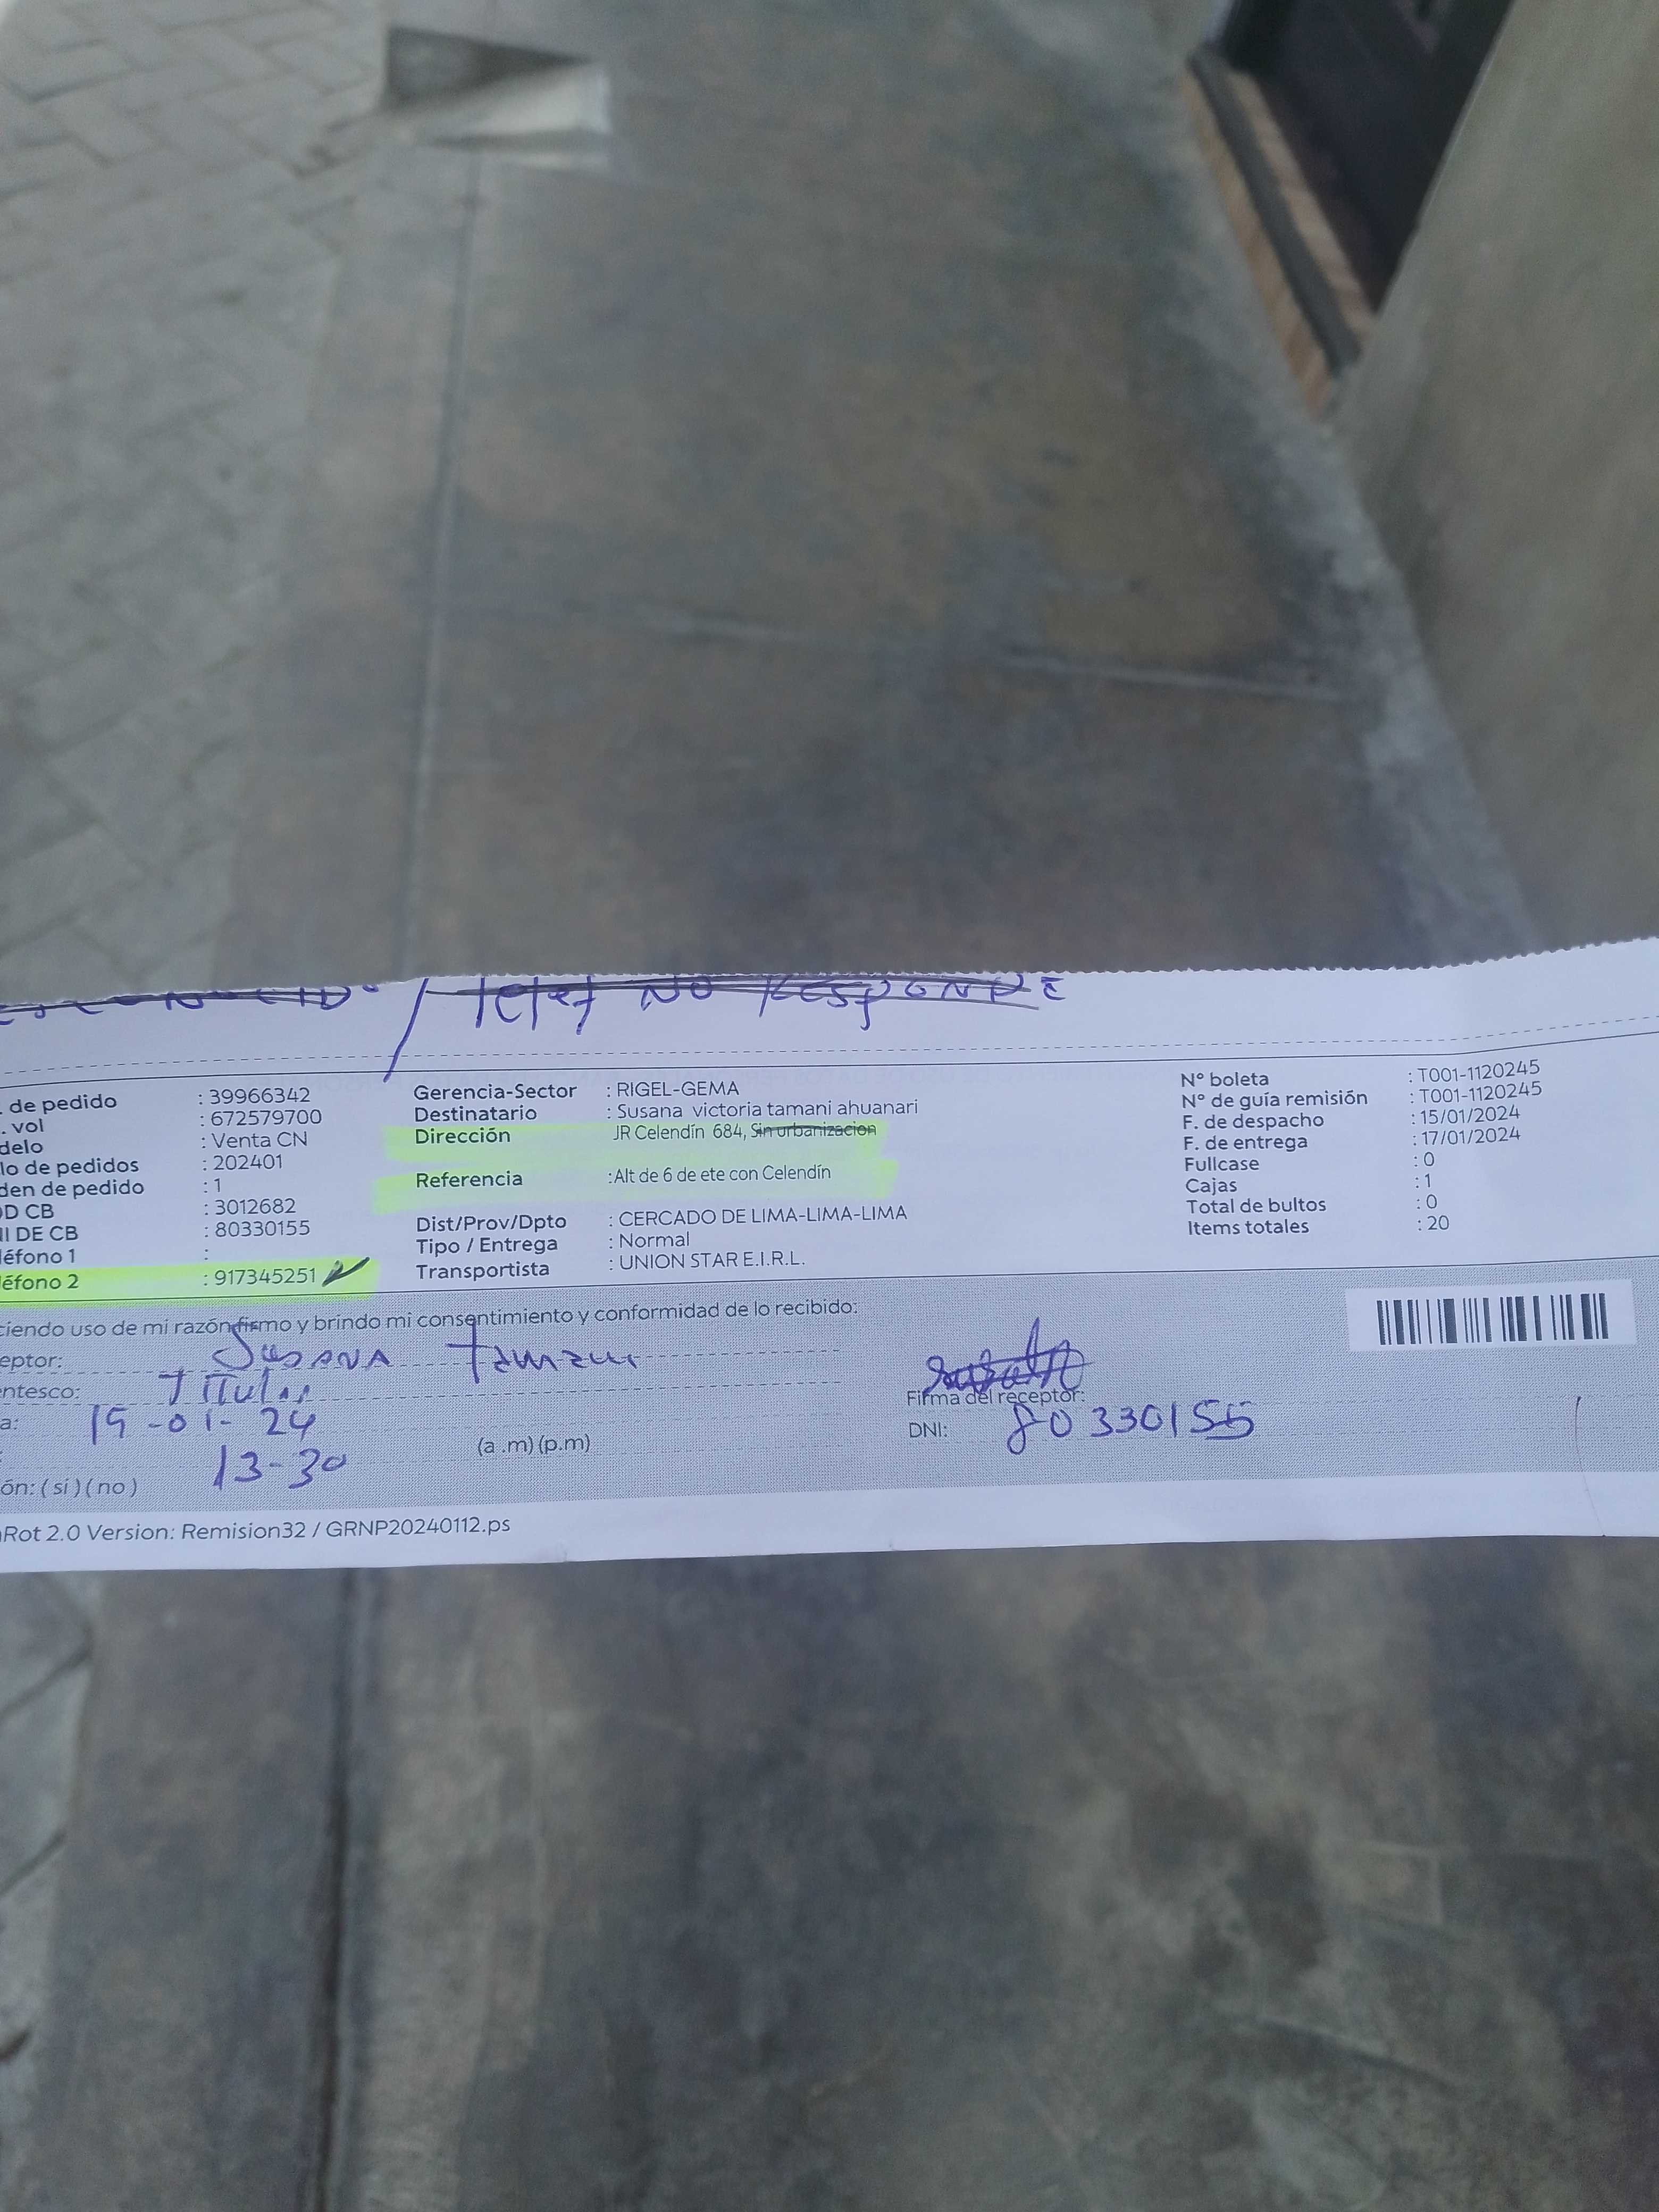 / Telef NO RESPONDE
. de pedido : 39966342
. vol : 672579700
delo : Venta CN
lo de pedidos : 202401
den de pedido : 1
D CB : 3012682
I DE CB : 80330155
léfono 1 :
éfono 2 : 917345251
Gerencia-Sector : RIGEL-GEMA
Destinatario : Susana victoria tamani ahuanari
Dirección JR Celendín 684, Sin urbanizacion
Referencia :Alt de 6 de ete con Celendín
Dist/Prov/Dpto : CERCADO DE LIMA-LIMA-LIMA
Tipo / Entrega : Normal
Transportista : UNION STAR E.I.R.L.
N° boleta : T001-1120245
N° de guía remisión : T001-1120245
F. de despacho : 15/01/2024
F. de entrega : 17/01/2024
Fullcase : 0
Cajas : 1
Total de bultos : 0
Items totales : 20
ciendo uso de mi razón firmo y brindo mi consentimiento y conformidad de lo recibido:
eptor: Susana Tamani
entesco: Titular
a: 19-01-24
: 13-30 (a .m) (p.m)
ón: ( si ) ( no )
Firma del receptor:
DNI: 80330155
Rot 2.0 Version: Remision32 / GRNP20240112.ps